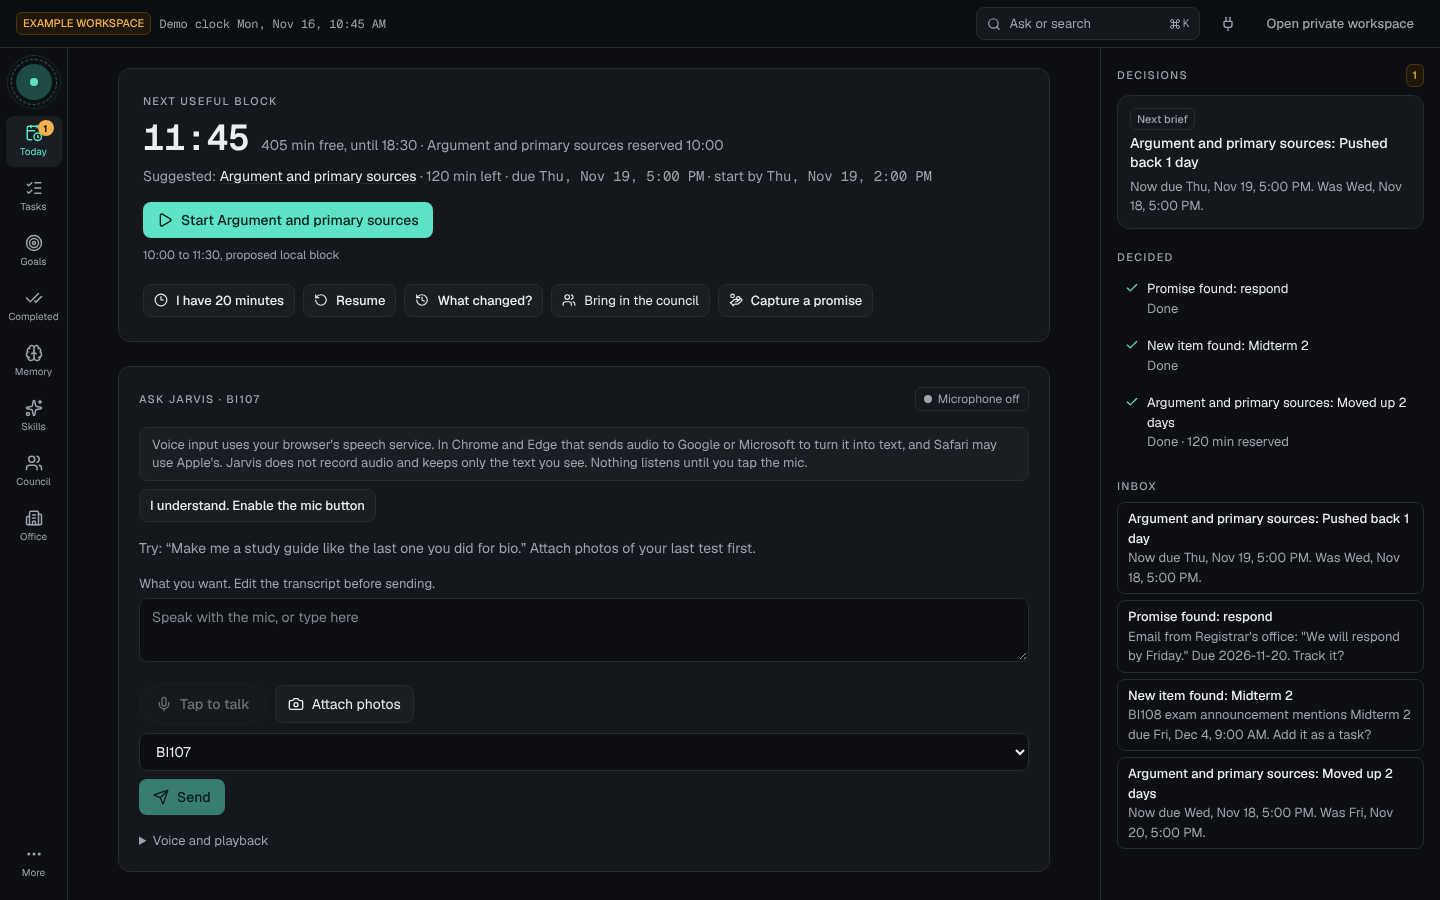 EXAMPLE WORKSPACE Demo clock Mon, Nov 16, 10:45 AM
Ask or search ⌘K
Open private workspace
1
Today
Tasks
Goals
Completed
Memory
Skills
Council
Office
More
NEXT USEFUL BLOCK
11:45 405 min free, until 18:30 · Argument and primary sources reserved 10:00
Suggested: Argument and primary sources · 120 min left · due Thu, Nov 19, 5:00 PM · start by Thu, Nov 19, 2:00 PM
Start Argument and primary sources
10:00 to 11:30, proposed local block
I have 20 minutes
Resume
What changed?
Bring in the council
Capture a promise
ASK JARVIS · BI107
Microphone off
Voice input uses your browser's speech service. In Chrome and Edge that sends audio to Google or Microsoft to turn it into text, and Safari may
use Apple's. Jarvis does not record audio and keeps only the text you see. Nothing listens until you tap the mic.
I understand. Enable the mic button
Try: “Make me a study guide like the last one you did for bio.” Attach photos of your last test first.
What you want. Edit the transcript before sending.
Speak with the mic, or type here
Tap to talk
Attach photos
BI107
Send
Voice and playback
DECISIONS
1
Next brief
Argument and primary sources: Pushed
back 1 day
Now due Thu, Nov 19, 5:00 PM. Was Wed, Nov
18, 5:00 PM.
DECIDED
Promise found: respond
Done
New item found: Midterm 2
Done
Argument and primary sources: Moved up 2
days
Done · 120 min reserved
INBOX
Argument and primary sources: Pushed back 1
day
Now due Thu, Nov 19, 5:00 PM. Was Wed, Nov
18, 5:00 PM.
Promise found: respond
Email from Registrar's office: "We will respond
by Friday." Due 2026-11-20. Track it?
New item found: Midterm 2
BI108 exam announcement mentions Midterm 2
due Fri, Dec 4, 9:00 AM. Add it as a task?
Argument and primary sources: Moved up 2
days
Now due Wed, Nov 18, 5:00 PM. Was Fri, Nov
20, 5:00 PM.